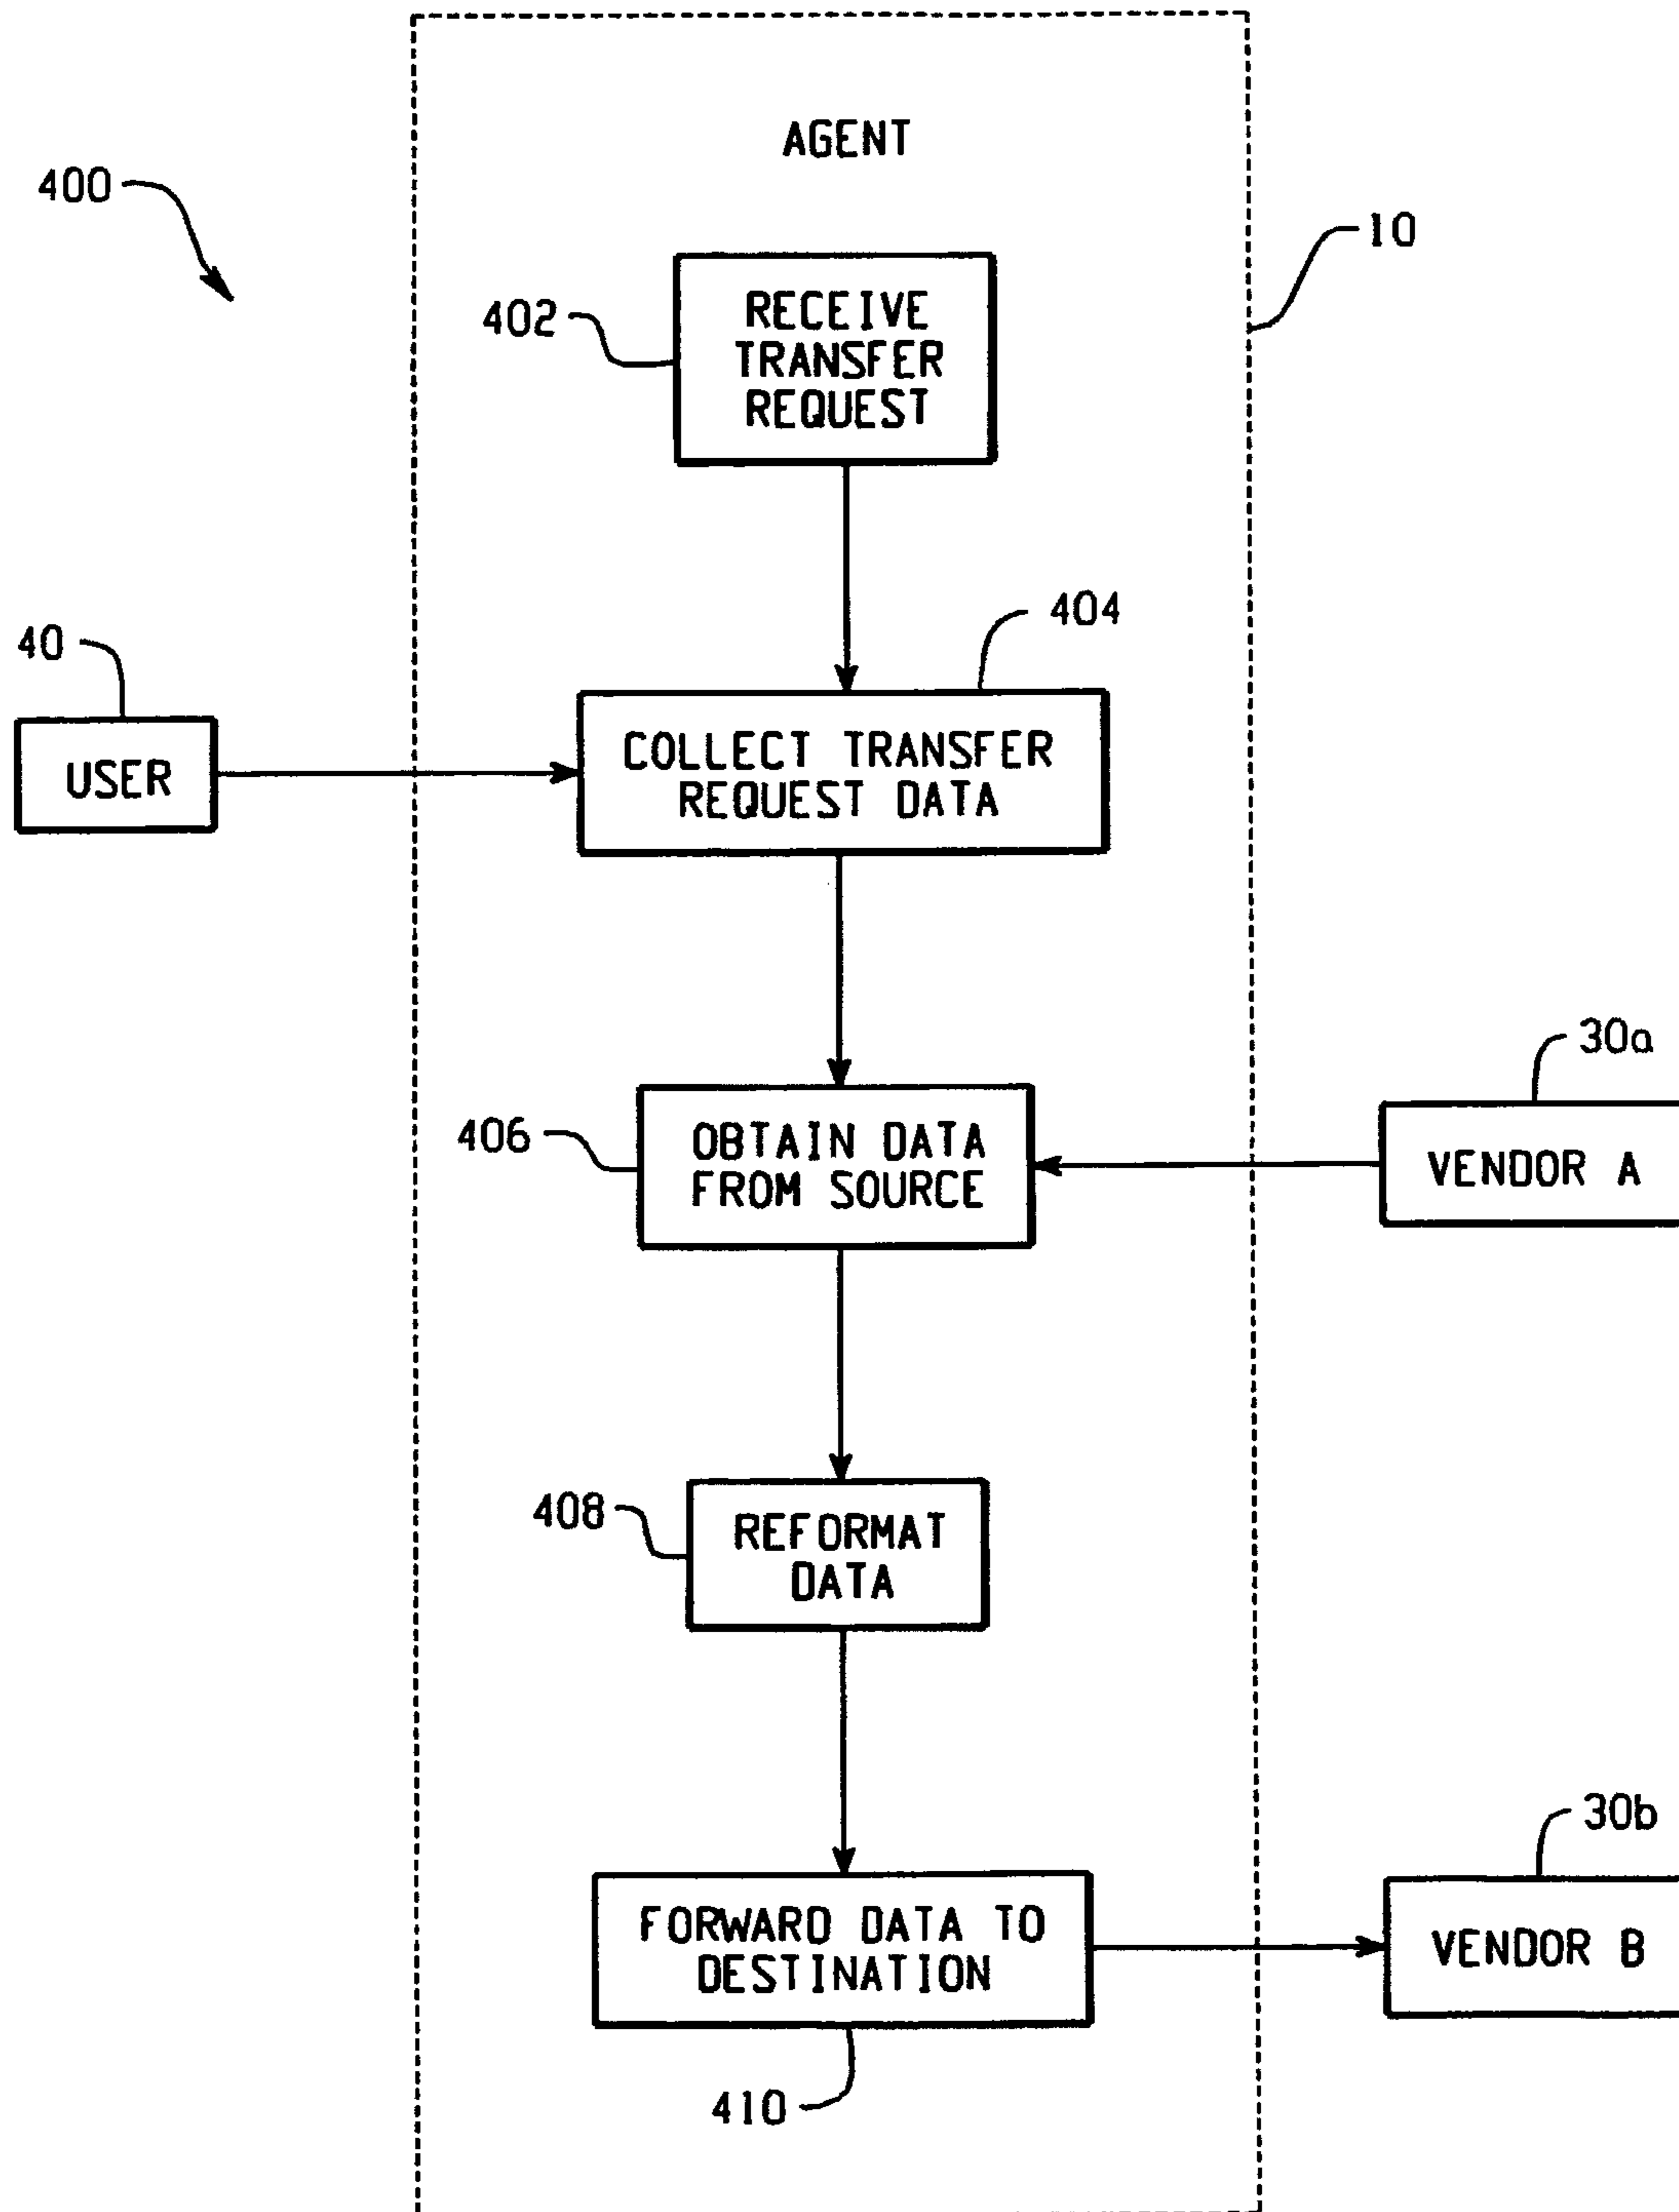 AGENT
400
10
402
RECEIVE
TRANSFER
REQUEST
404
40
USER
COLLECT TRANSFER
REQUEST DATA
30a
406
OBTAIN DATA
FROM SOURCE
VENDOR A
408
REFORMAT
DATA
30b
FORWARD DATA TO
DESTINATION
VENDOR B
410